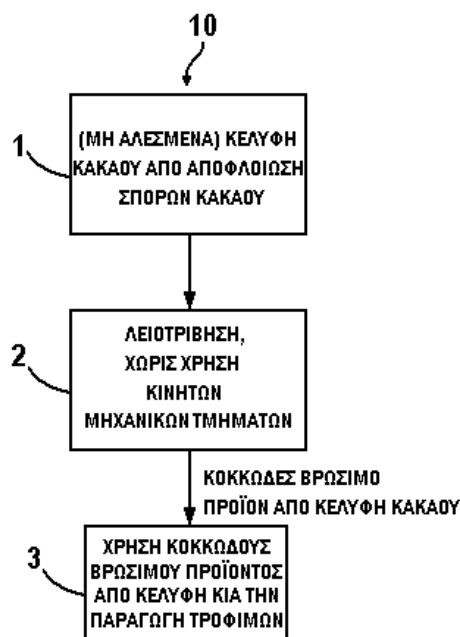 10
1
(ΜΗ ΑΛΕΣΜΕΝΑ) ΚΕΛΥΦΗ
ΚΑΚΑΟΥ ΑΠΟ ΑΠΟΦΛΟΙΩΣΗ
ΣΠΟΡΩΝ ΚΑΚΑΟΥ
2
ΛΕΙΟΤΡΙΒΗΣΗ,
ΧΩΡΙΣ ΧΡΗΣΗ
ΚΙΝΗΤΩΝ
ΜΗΧΑΝΙΚΩΝ ΤΜΗΜΑΤΩΝ
ΚΟΚΚΩΔΕΣ ΒΡΩΣΙΜΟ
ΠΡΟΪΟΝ ΑΠΟ ΚΕΛΥΦΗ ΚΑΚΑΟΥ
3
ΧΡΗΣΗ ΚΟΚΚΩΔΟΥΣ
ΒΡΩΣΙΜΟΥ ΠΡΟΪΟΝΤΟΣ
ΑΠΟ ΚΕΛΥΦΗ ΚΙΑ ΤΗΝ
ΠΑΡΑΓΩΓΗ ΤΡΟΦΙΜΩΝ